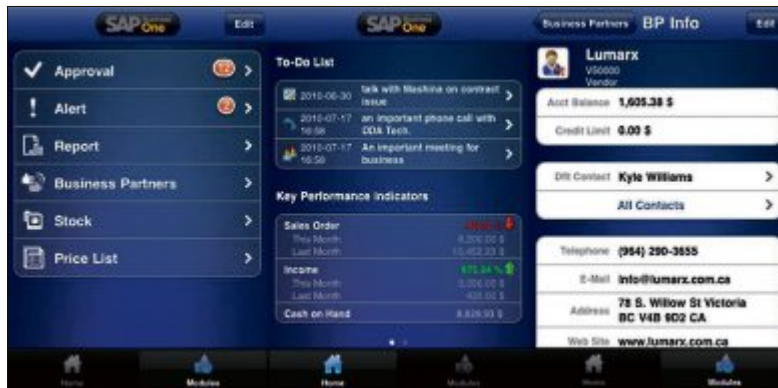 SAP Business One
Edit
Approval
Alert
2
Report
Business Partners
Stock
Price List
Home
Modules
SAP Business One
To-Do List
2010-06-30 talk with Mashina on contract
issue
2010-07-17 an important phone call with
16:58 DDA Tech.
2010-07-17 An important meeting for
16:58 business
Key Performance Indicators
Sales Order
This Month
Last Month
Income
This Month
Last Month
Cash on Hand
Home
Modules
Business Partners
BP Info
Edit
Lumarx
V50000
Vendor
Acct Balance 1,605.38 $
Credit Limit 0.00 $
Dflt Contact Kyle Williams
All Contacts
Telephone (954) 290-3655
E-Mail info@lumarx.com.ca
Address 78 S. Willow St Victoria
BC V4B 9D2 CA
Web Site www.lumarx.com.ca
Home
Modules